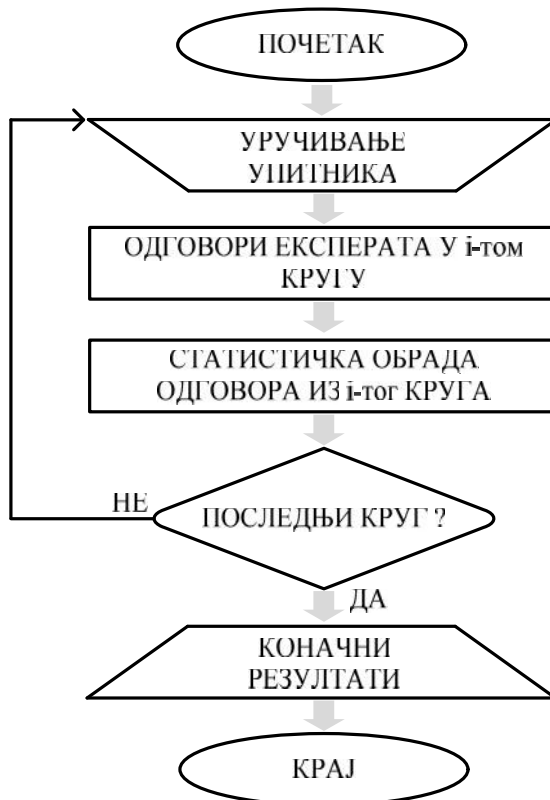 ПОЧЕТАК
УРУЧИВАЊЕ
УПИТНИКА
ОДГОВОРИ ЕКСПЕРАТА У i-том
КРУГУ
СТАТИСТИЧКА ОБРАДА
ОДГОВОРА ИЗ i-тог КРУГА
ПОСЛЕДЊИ КРУГ ?
НЕ
ДА
КОНАЧНИ
РЕЗУЛТАТИ
КРАЈ